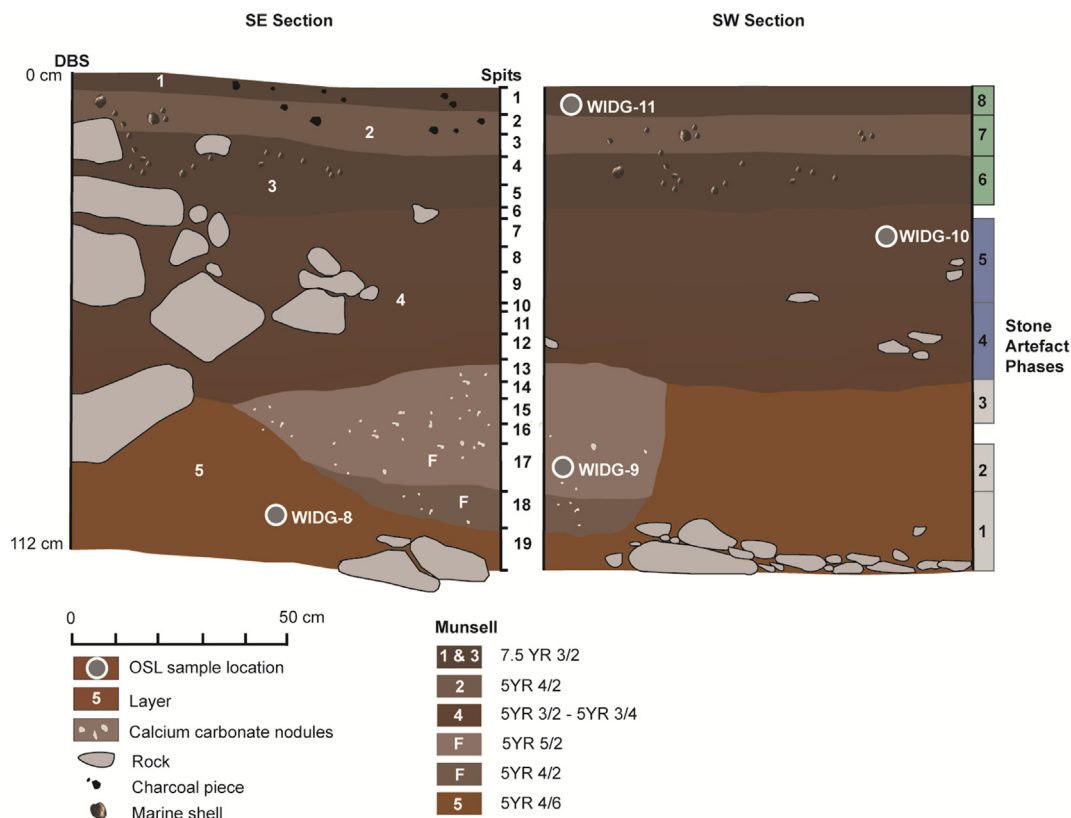 SE Section
SW Section
DBS
0 cm
Spits
1
2
3
4
5
F
F
WIDG-8
112 cm
1
2
3
4
5
6
7
8
9
10
11
12
13
14
15
16
17
18
19
WIDG-11
WIDG-10
WIDG-9
8
7
6
5
4
3
2
1
Stone
Artefact
Phases
0 50 cm
OSL sample location
5 Layer
Calcium carbonate nodules
Rock
Charcoal piece
Marine shell
Munsell
1 & 3 7.5 YR 3/2
2 5YR 4/2
4 5YR 3/2 - 5YR 3/4
F 5YR 5/2
F 5YR 4/2
5 5YR 4/6